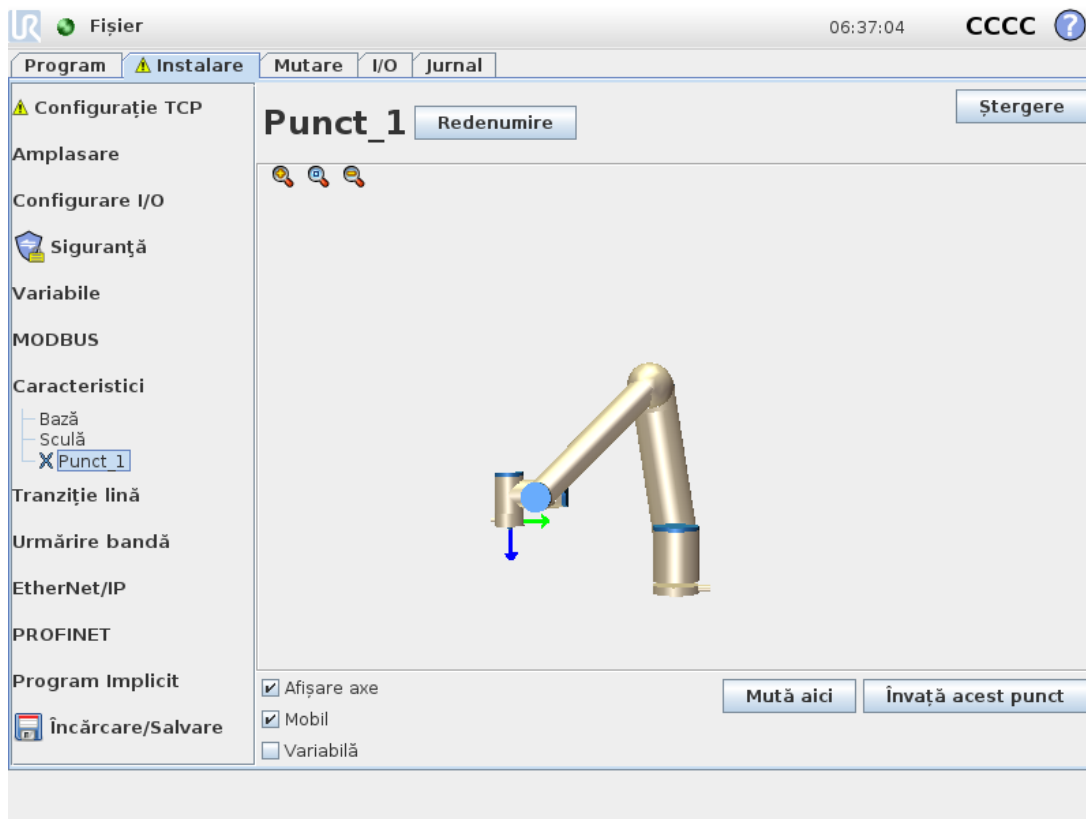 UR Fișier 06:37:04 CCCC ?
Program Instalare Mutare I/O Jurnal
Configurație TCP
Amplasare
Configurare I/O
Siguranţă
Variabile
MODBUS
Caracteristici
Bază
Sculă
Punct_1
Tranziție lină
Urmărire bandă
EtherNet/IP
PROFINET
Program Implicit
Încărcare/Salvare
Punct_1 Redenumire Ștergere
Afișare axe
Mobil
Variabilă
Mută aici Învață acest punct